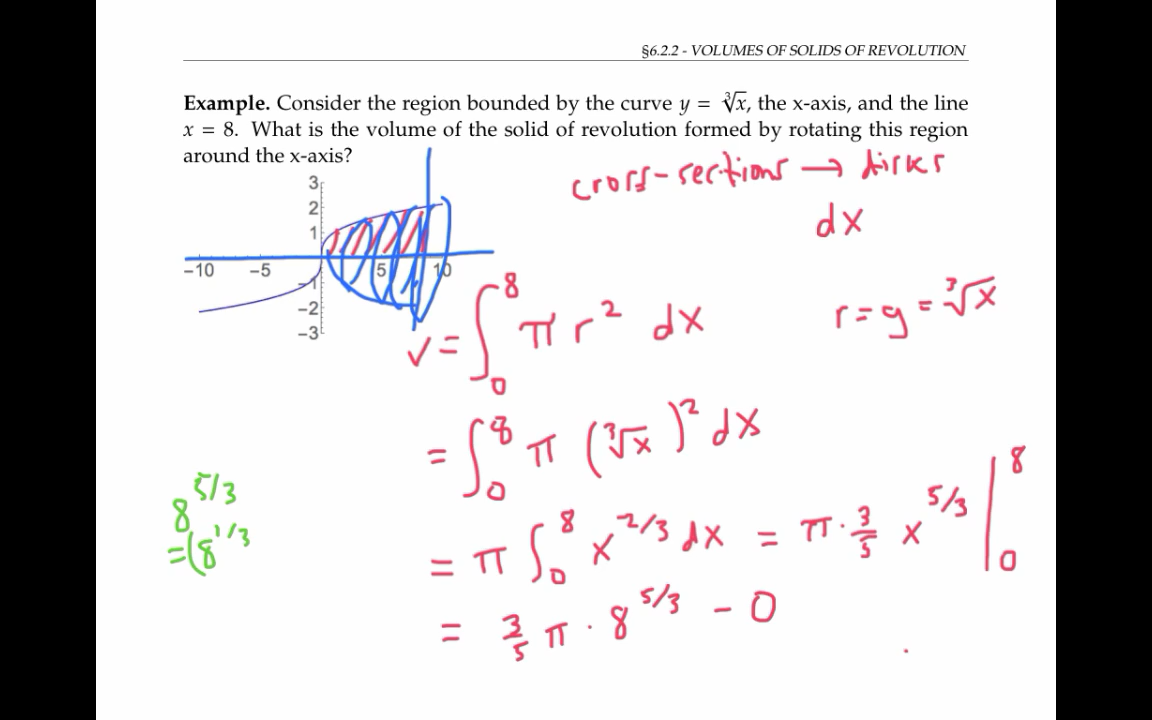 §6.2.2 - VOLUMES OF SOLIDS OF REVOLUTION
Example. Consider the region bounded by the curve y = ∛x, the x-axis, and the line
x = 8. What is the volume of the solid of revolution formed by rotating this region
around the x-axis?
cross-sections → disks
dx
3
2
1
-10 -5 5 10
-1
-2
-3
V = ∫₀⁸ π r² dx
r = y = ∛x
= ∫₀⁸ π (∛x)² dx
= π ∫₀⁸ x^2/3 dx = π · 3/5 x^5/3 |₀⁸
= 3/5 π · 8^5/3 - 0
8^5/3
= (8^1/3